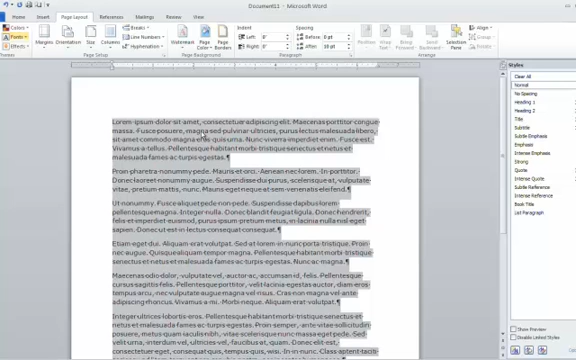 Document11 - Microsoft Word
Home Insert Page Layout References Mailings Review View
Colors Fonts Effects
Margins Orientation Size Columns
Breaks
Line Numbers
Hyphenation
Page Setup
Watermark Page Color Page Borders
Page Background
Indent
Left: 0"
Right: 0"
Spacing
Before: 0 pt
After: 10 pt
Paragraph
Position Wrap Text Bring Forward Send Backward Selection Pane
Align
Arrange
Lorem·ipsum·dolor·sit·amet,·consectetuer·adipiscing·elit.·Maecenas·porttitor·congue·
massa.·Fusce·posuere,·magna·sed·pulvinar·ultricies,·purus·lectus·malesuada·libero,·
sit·amet·commodo·magna·eros·quis·urna.·Nunc·viverra·imperdiet·enim.·Fusce·est.·
Vivamus·a·tellus.·Pellentesque·habitant·morbi·tristique·senectus·et·netus·et·
malesuada·fames·ac·turpis·egestas.¶
Proin·pharetra·nonummy·pede.·Mauris·et·orci.·Aenean·nec·lorem.·In·porttitor.·
Donec·laoreet·nonummy·augue.·Suspendisse·dui·purus,·scelerisque·at,·vulputate·
vitae,·pretium·mattis,·nunc.·Mauris·eget·neque·at·sem·venenatis·eleifend.¶
Ut·nonummy.·Fusce·aliquet·pede·non·pede.·Suspendisse·dapibus·lorem·
pellentesque·magna.·Integer·nulla.·Donec·blandit·feugiat·ligula.·Donec·hendrerit,·
felis·et·imperdiet·euismod,·purus·ipsum·pretium·metus,·in·lacinia·nulla·nisl·eget·
sapien.·Donec·ut·est·in·lectus·consequat·consequat.¶
Etiam·eget·dui.·Aliquam·erat·volutpat.·Sed·at·lorem·in·nunc·porta·tristique.·Proin·
nec·augue.·Quisque·aliquam·tempor·magna.·Pellentesque·habitant·morbi·tristique·
senectus·et·netus·et·malesuada·fames·ac·turpis·egestas.·Nunc·ac·magna.¶
Maecenas·odio·dolor,·vulputate·vel,·auctor·ac,·accumsan·id,·felis.·Pellentesque·
cursus·sagittis·felis.·Pellentesque·porttitor,·velit·lacinia·egestas·auctor,·diam·eros·
tempus·arcu,·nec·vulputate·augue·magna·vel·risus.·Cras·non·magna·vel·ante·
adipiscing·rhoncus.·Vivamus·a·mi.·Morbi·neque.·Aliquam·erat·volutpat.¶
Integer·ultrices·lobortis·eros.·Pellentesque·habitant·morbi·tristique·senectus·et·
netus·et·malesuada·fames·ac·turpis·egestas.·Proin·semper,·ante·vitae·sollicitudin·
posuere,·metus·quam·iaculis·nibh,·vitae·scelerisque·nunc·massa·eget·pede.·Sed·
velit·urna,·interdum·vel,·ultricies·vel,·faucibus·at,·quam.·Donec·elit·est,·
consectetuer·eget,·consequat·quis,·tempus·quis,·wisi.·In·in·nunc.·Class·aptent·taciti·
Styles
Clear All
Normal
No Spacing
Heading 1
Heading 2
Title
Subtitle
Subtle Emphasis
Emphasis
Intense Emphasis
Strong
Quote
Intense Quote
Subtle Reference
Intense Reference
Book Title
List Paragraph
Show Preview
Disable Linked Styles